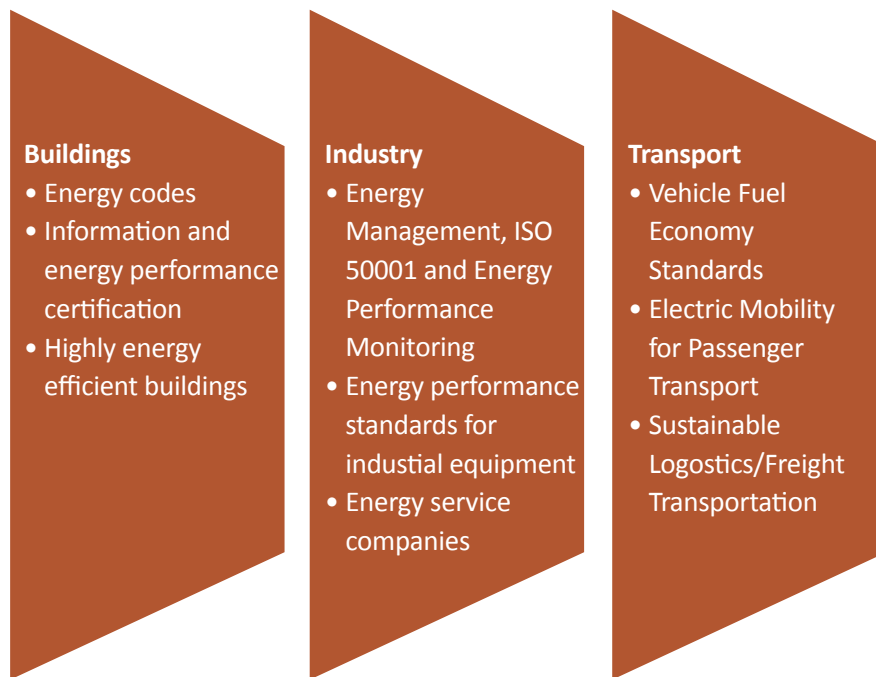 Buildings
• Energy codes
• Information and
energy performance
certification
• Highly energy
efficient buildings
Industry
• Energy
Management, ISO
50001 and Energy
Performance
Monitoring
• Energy performance
standards for
industial equipment
• Energy service
companies
Transport
• Vehicle Fuel
Economy
Standards
• Electric Mobility
for Passenger
Transport
• Sustainable
Logostics/Freight
Transportation